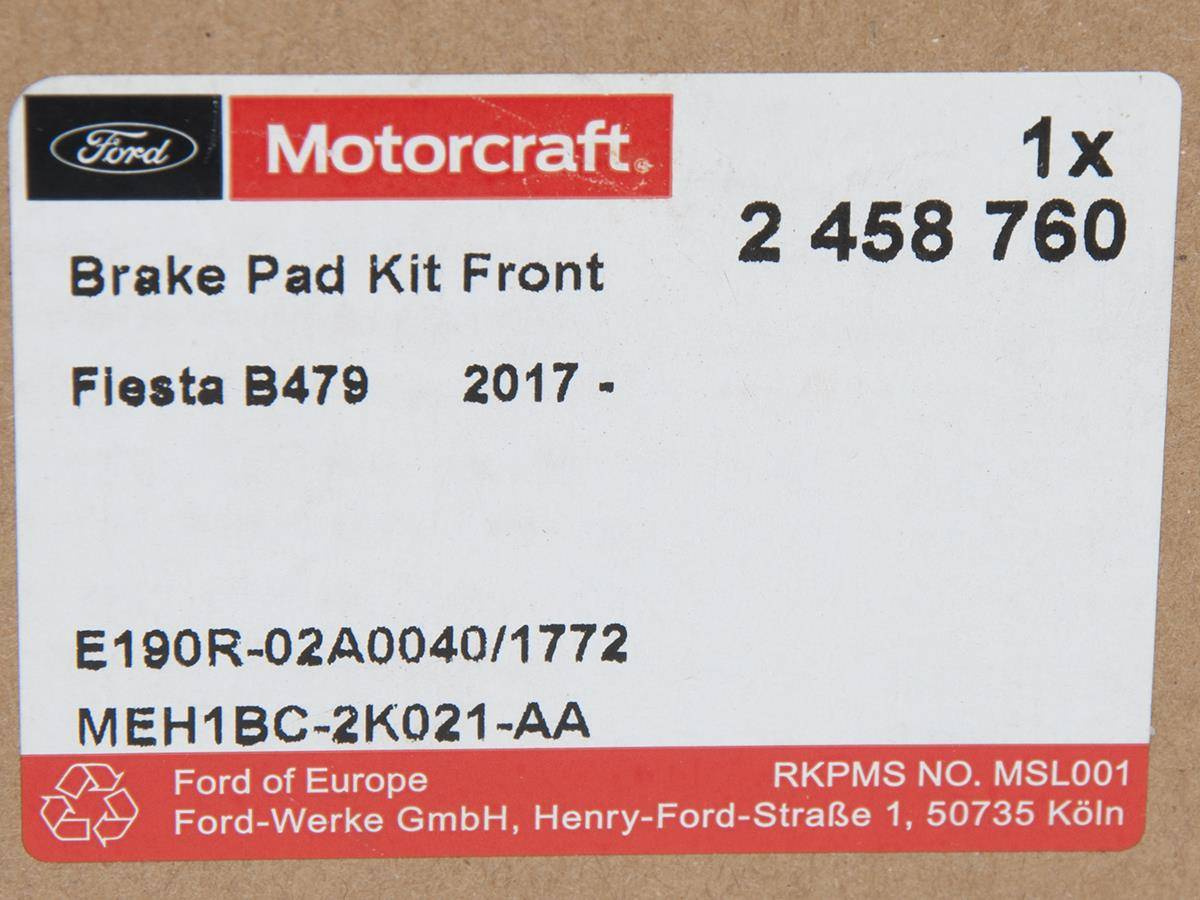 Ford Motorcraft
1x
2 458 760
Brake Pad Kit Front
Fiesta B479 2017 -
E190R-02A0040/1772
MEH1BC-2K021-AA
Ford of Europe
RKPMS NO. MSL001
Ford-Werke GmbH, Henry-Ford-Straße 1, 50735 Köln